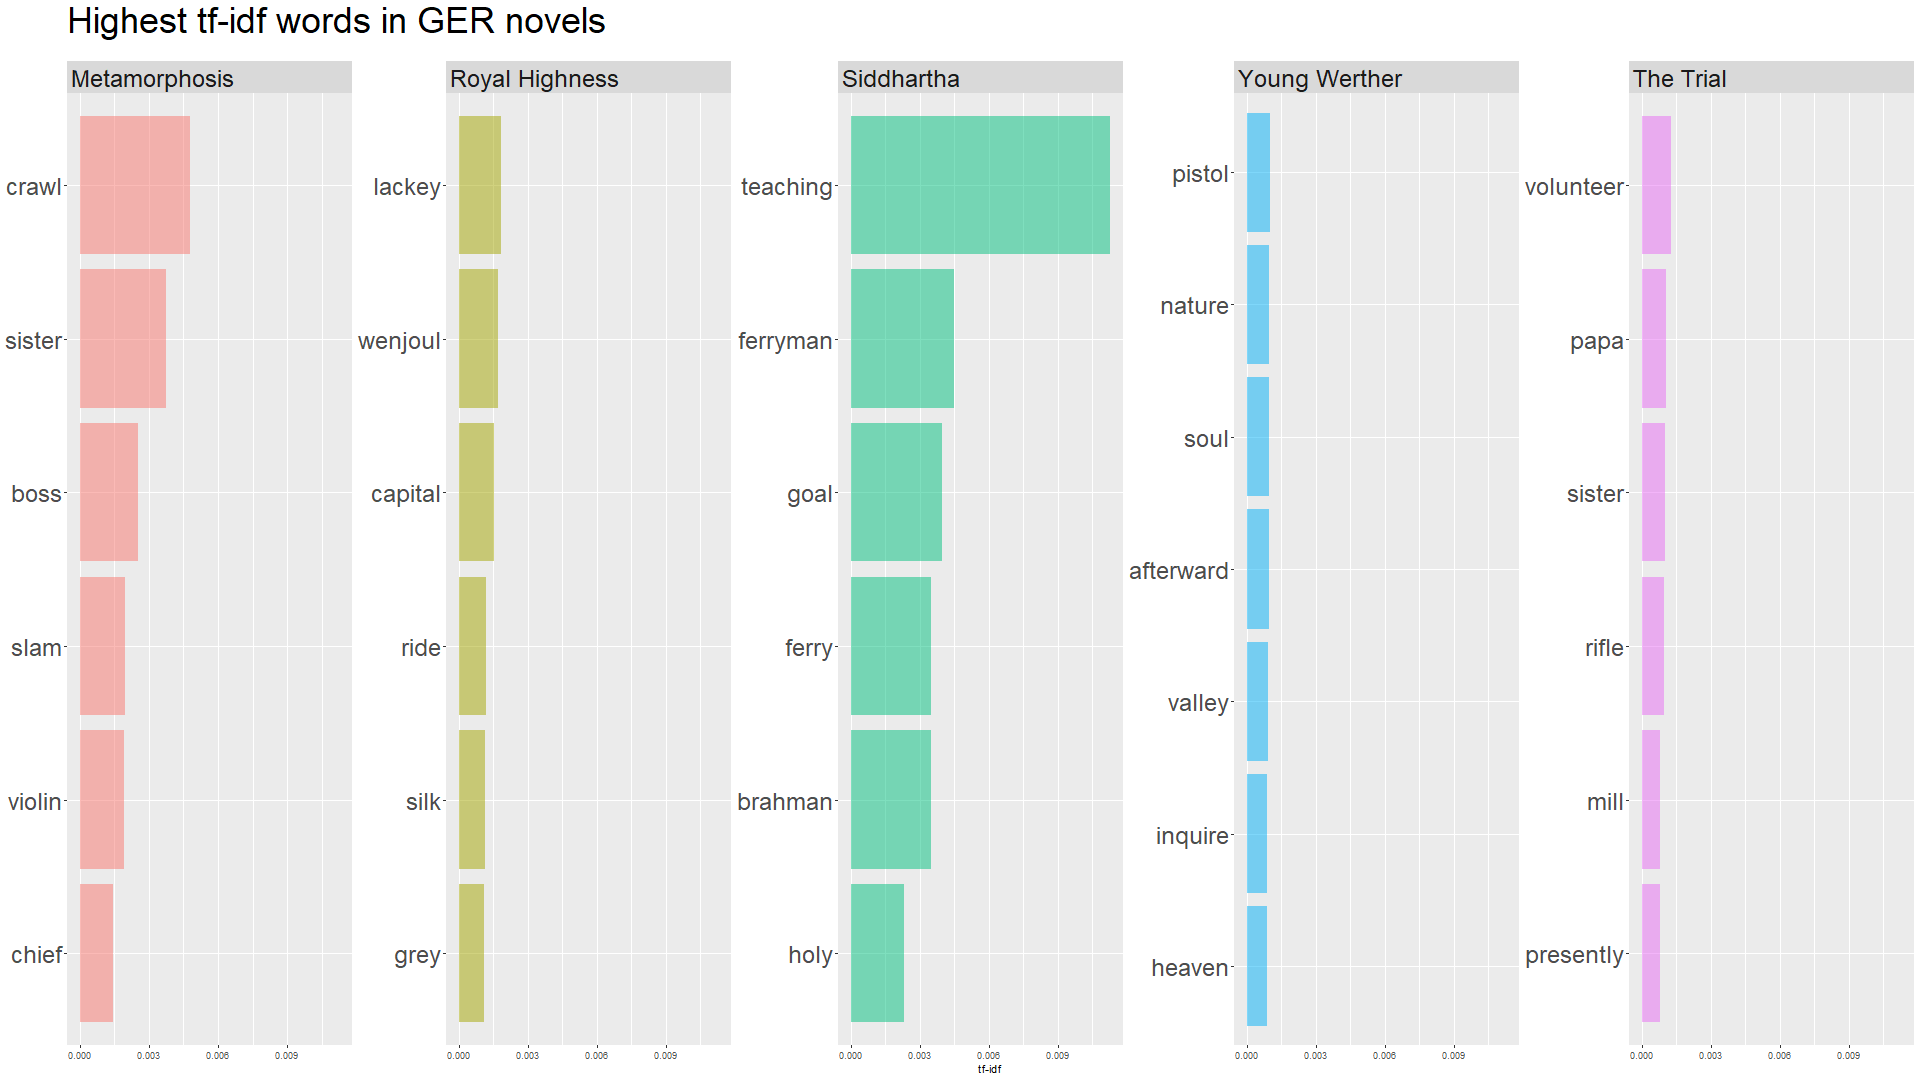 Highest tf-idf words in GER novels
Metamorphosis
crawl
sister
boss
slam
violin
chief
0.000 0.003 0.006 0.009
Royal Highness
lackey
wenjoul
capital
ride
silk
grey
0.000 0.003 0.006 0.009
Siddhartha
teaching
ferryman
goal
ferry
brahman
holy
0.000 0.003 0.006 0.009
Young Werther
pistol
nature
soul
afterward
valley
inquire
heaven
0.000 0.003 0.006 0.009
The Trial
volunteer
papa
sister
rifle
mill
presently
0.000 0.003 0.006 0.009
tf-idf